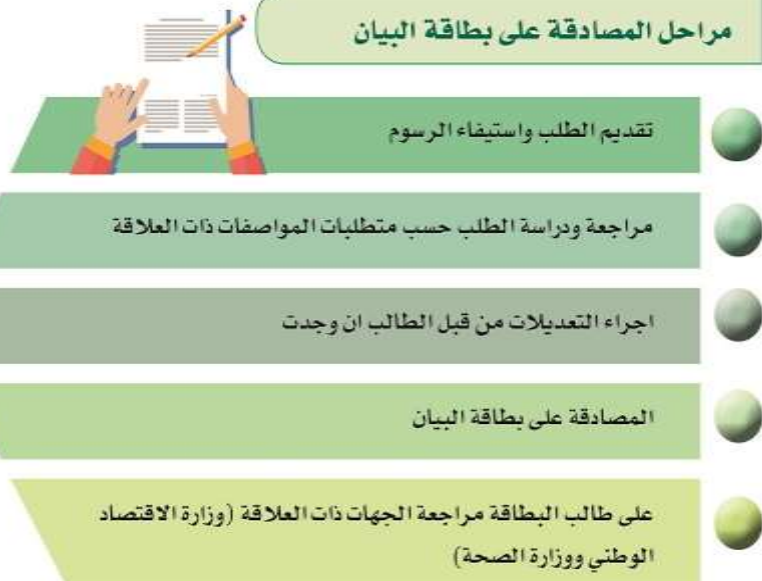 مراحل المصادقة على بطاقة البيان
تقديم الطلب واستيفاء الرسوم
مراجعة ودراسة الطلب حسب متطلبات المواصفات ذات العلاقة
اجراء التعديلات من قبل الطالب ان وجدت
المصادقة على بطاقة البيان
على طالب البطاقة مراجعة الجهات ذات العلاقة (وزارة الاقتصاد
الوطني ووزارة الصحة)